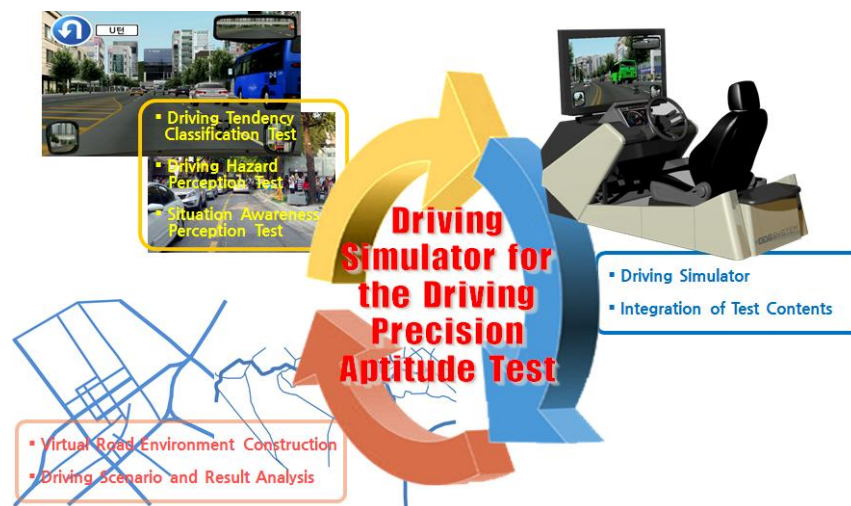 U턴
▪ Driving Tendency
Classification Test
▪ Driving Hazard
Perception Test
▪ Situation Awareness
Perception Test
Driving
Simulator for
the Driving
Precision
Aptitude Test
▪ Driving Simulator
▪ Integration of Test Contents
▪ Virtual Road Environment Construction
▪ Driving Scenario and Result Analysis